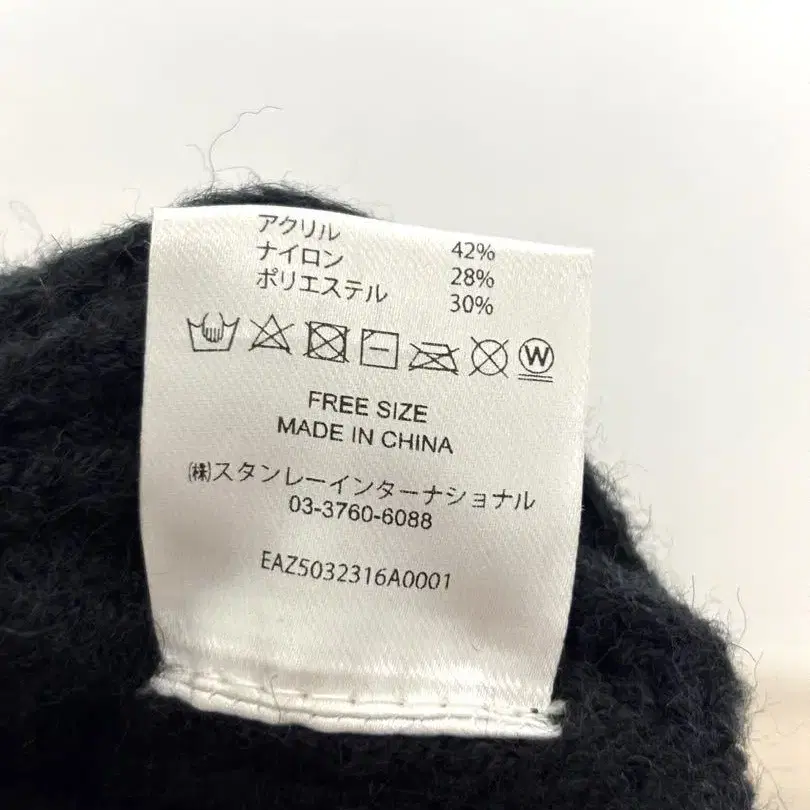 アクリル 42%
ナイロン 28%
ポリエステル 30%
W
FREE SIZE
MADE IN CHINA
㈱スタンレーインターナショナル
03-3760-6088
EAZ5032316A0001